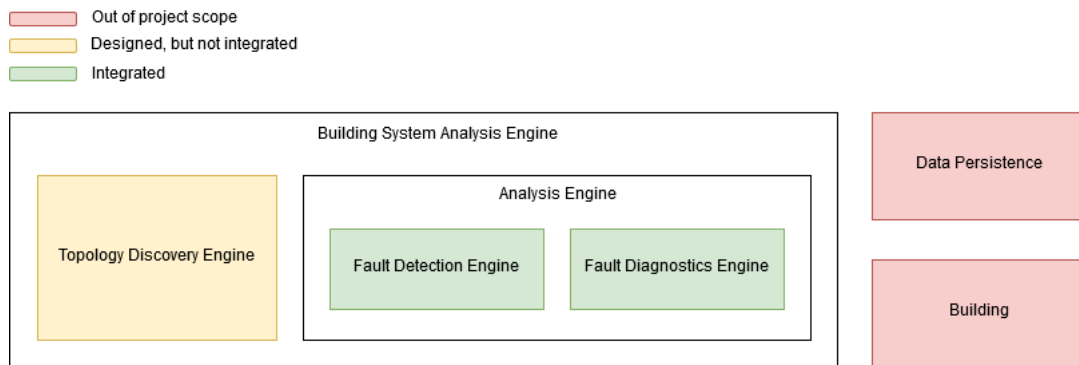 Out of project scope
Designed, but not integrated
Integrated
Building System Analysis Engine
Data Persistence
Analysis Engine
Topology Discovery Engine
Fault Detection Engine
Fault Diagnostics Engine
Building